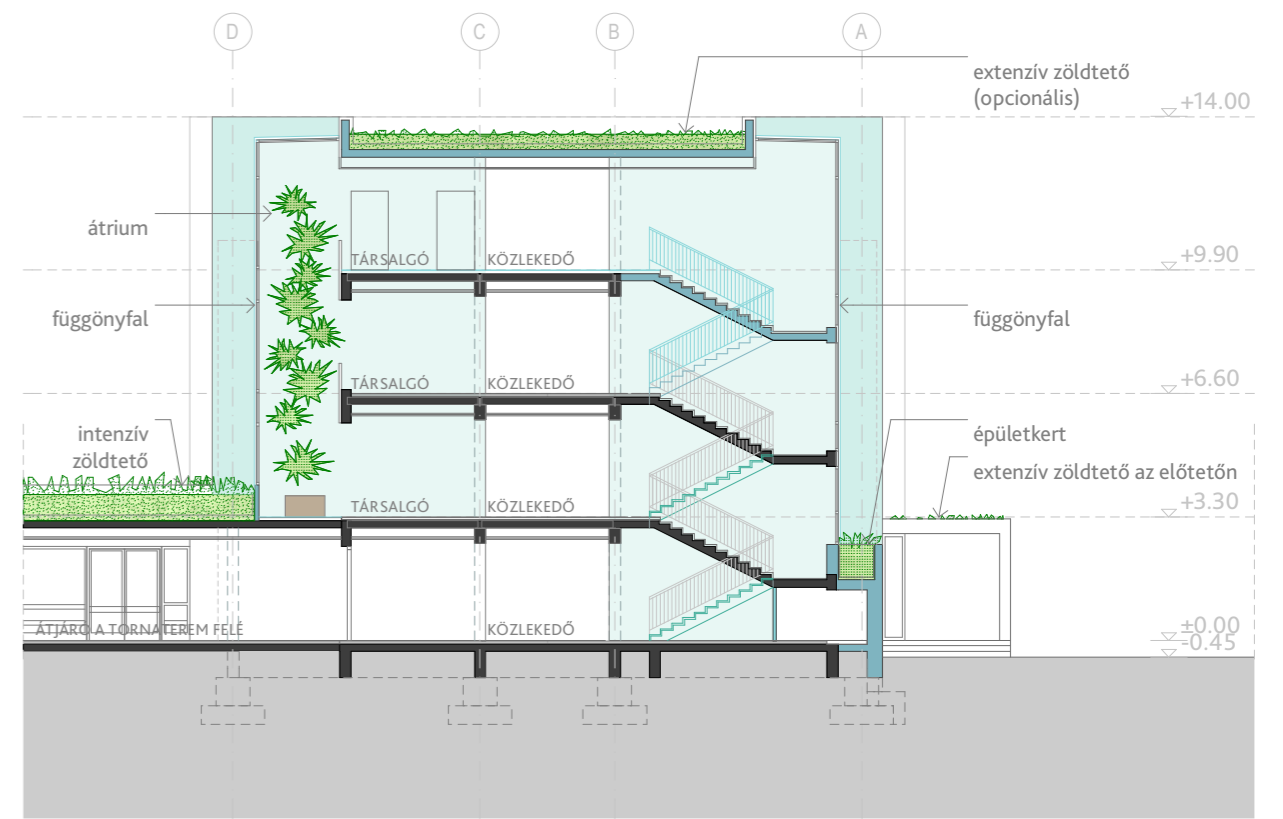 D
C
B
A
extenzív zöldtető
(opcionális)
+14.00
átrium
TÁRSALGÓ
KÖZLEKEDŐ
+9.90
függönyfal
függönyfal
TÁRSALGÓ
KÖZLEKEDŐ
+6.60
intenzív
zöldtető
épületkert
extenzív zöldtető az előtetőn
TÁRSALGÓ
KÖZLEKEDŐ
+3.30
ÁTJÁRÓ A TORNATEREM FELÉ
KÖZLEKEDŐ
±0.00
-0.45